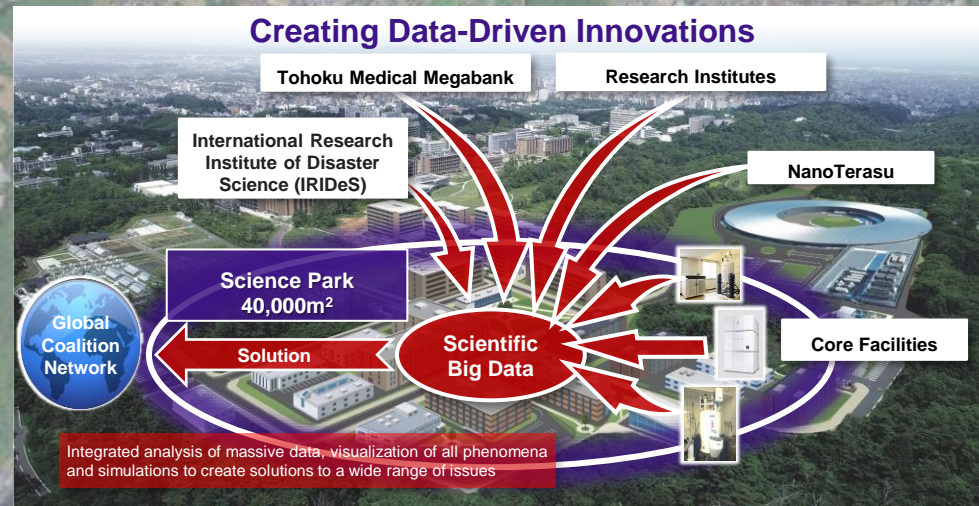 Creating Data-Driven Innovations
Tohoku Medical Megabank
Research Institutes
International Research
Institute of Disaster
Science (IRIDeS)
NanoTerasu
Science Park
40,000m²
Global
Coalition
Network
Solution
Scientific
Big Data
Core Facilities
Integrated analysis of massive data, visualization of all phenomena
and simulations to create solutions to a wide range of issues